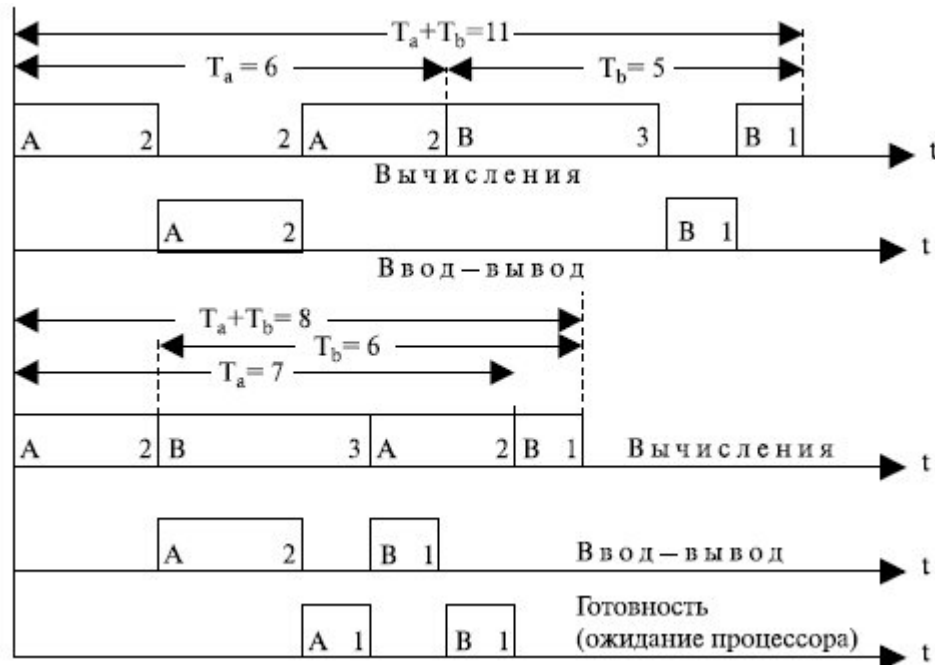 Tₐ+T_b=11
Tₐ = 6
T_b = 5
A 2 2 A 2 B 3 B 1 t
Вычисления
A 2 B 1 t
Ввод–вывод
Tₐ+T_b= 8
T_b= 6
Tₐ= 7
A 2 B 3 A 2 B 1 Вычисления t
A 2 B 1 Ввод–вывод t
Готовность
A 1 B 1 (ожидание процессора) t